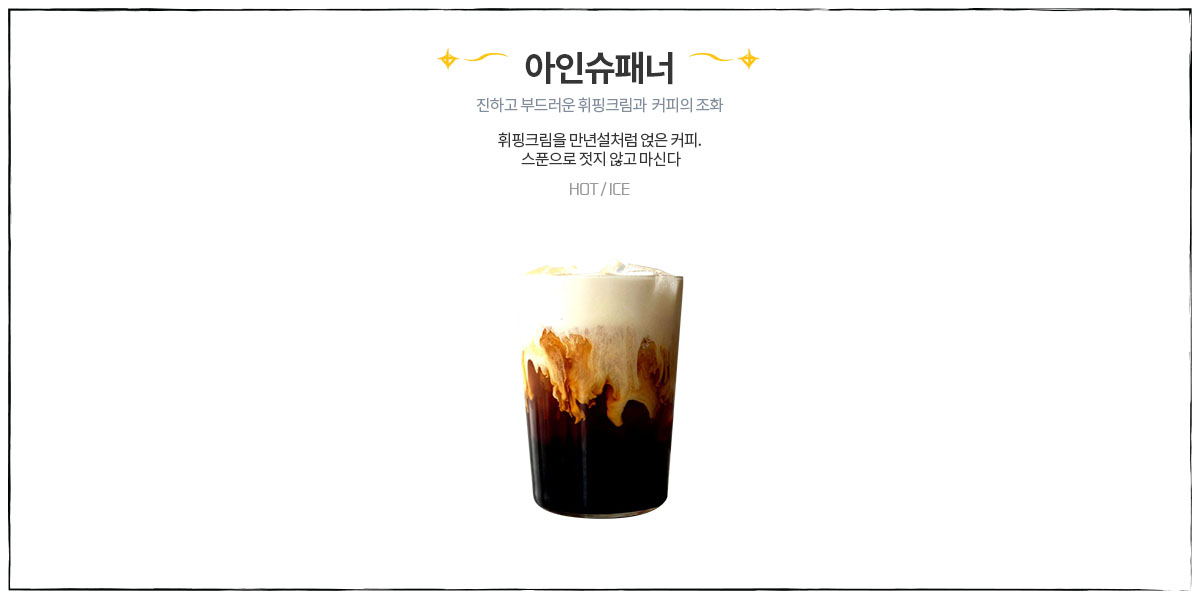 아인슈패너
진하고 부드러운 휘핑크림과 커피의 조화
휘핑크림을 만년설처럼 얹은 커피.
스푼으로 젓지 않고 마신다
HOT / ICE